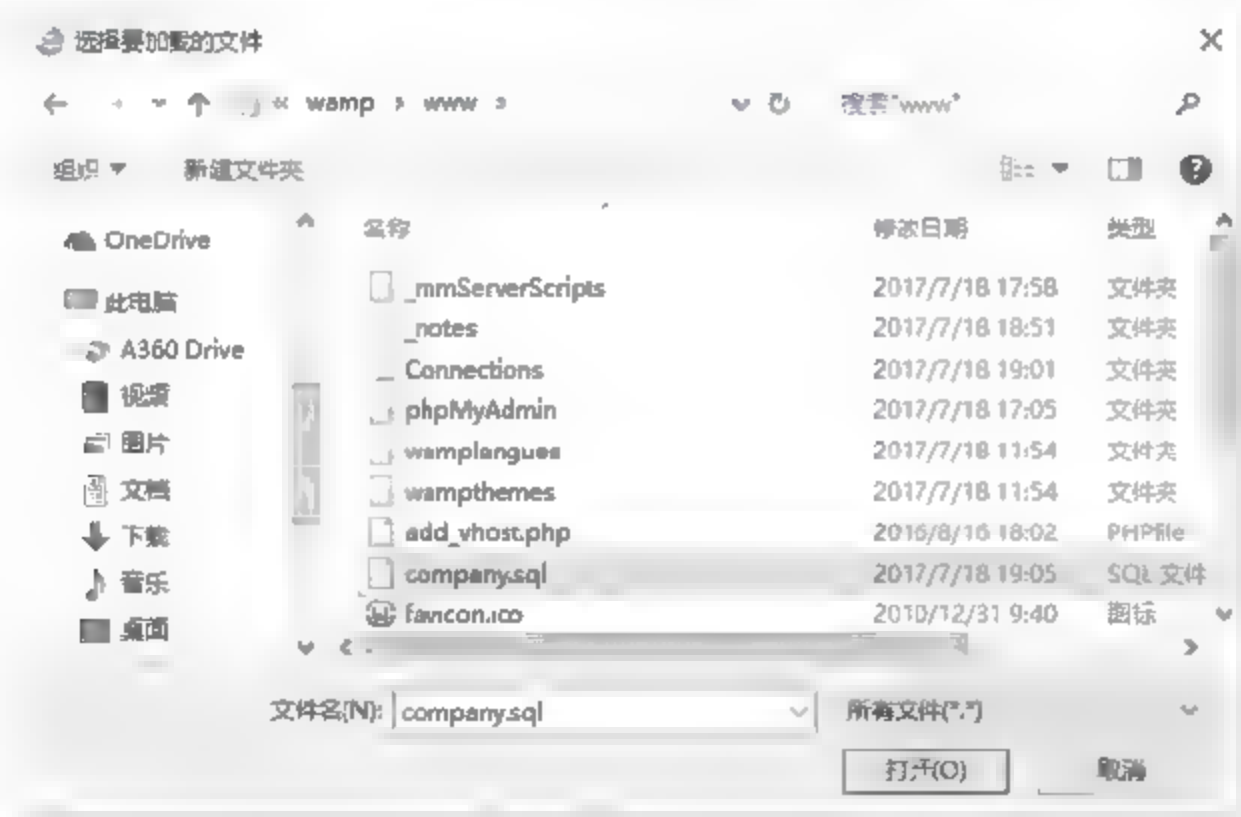 选择要加载的文件
wamp › www ›
搜索"www"
组织 新建文件夹
名称 修改日期 类型
OneDrive
此电脑
A360 Drive
视频
图片
文档
下载
音乐
桌面
_mmServerScripts 2017/7/18 17:58 文件夹
_notes 2017/7/18 18:51 文件夹
Connections 2017/7/18 19:01 文件夹
phpMyAdmin 2017/7/18 17:05 文件夹
wamplangues 2017/7/18 11:54 文件夹
wampthemes 2017/7/18 11:54 文件夹
add_vhost.php 2016/8/16 18:02 PHPfile
company.sql 2017/7/18 19:05 SQL 文件
favicon.ico 2010/12/31 9:40 图标
文件名(N): company.sql 所有文件(*.*)
打开(O) 取消